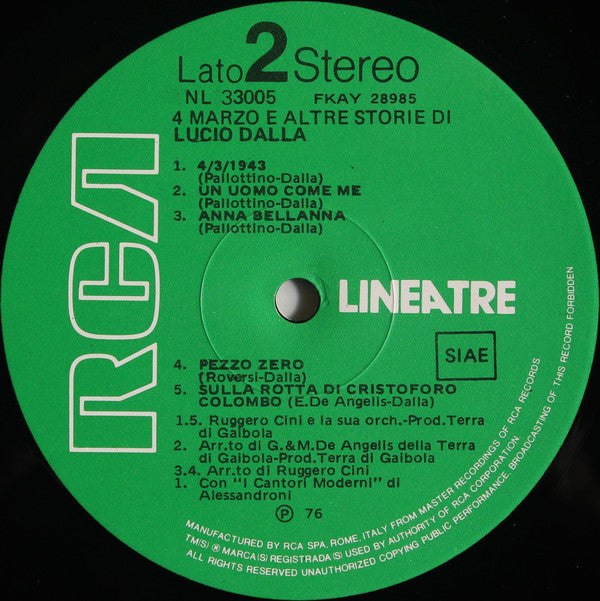 Lato 2 Stereo
NL 33005 FKAY 28985
4 MARZO E ALTRE STORIE DI
LUCIO DALLA
1. 4/3/1943
(Pallottino-Dalla)
2. UN UOMO COME ME
(Pallottino-Dalla)
3. ANNA BELLANNA
(Pallottino-Dalla)
RCA
LINEATRE
SIAE
4. PEZZO ZERO
(Roversi-Dalla)
5. SULLA ROTTA DI CRISTOFORO
COLOMBO (E.De Angelis-Dalla)
1.5. Ruggero Cini e la sua orch.-Prod.Terra
di Gaibola
2. Arr.to di G.&M.De Angelis della Terra
di Gaibola-Prod.Terra di Gaibola
3.4. Arr.to di Ruggero Cini
1. Con "I Cantori Moderni" di
Alessandroni
Ⓟ 76
MANUFACTURED BY RCA SPA, ROME, ITALY FROM MASTER RECORDINGS OF RCA RECORDS
TM(S) ® MARCA(S) REGISTRADA(S) USED BY AUTHORITY OF RCA CORPORATION
ALL RIGHTS RESERVED UNAUTHORIZED COPYING PUBLIC PERFORMANCE BROADCASTING OF THIS RECORD FORBIDDEN